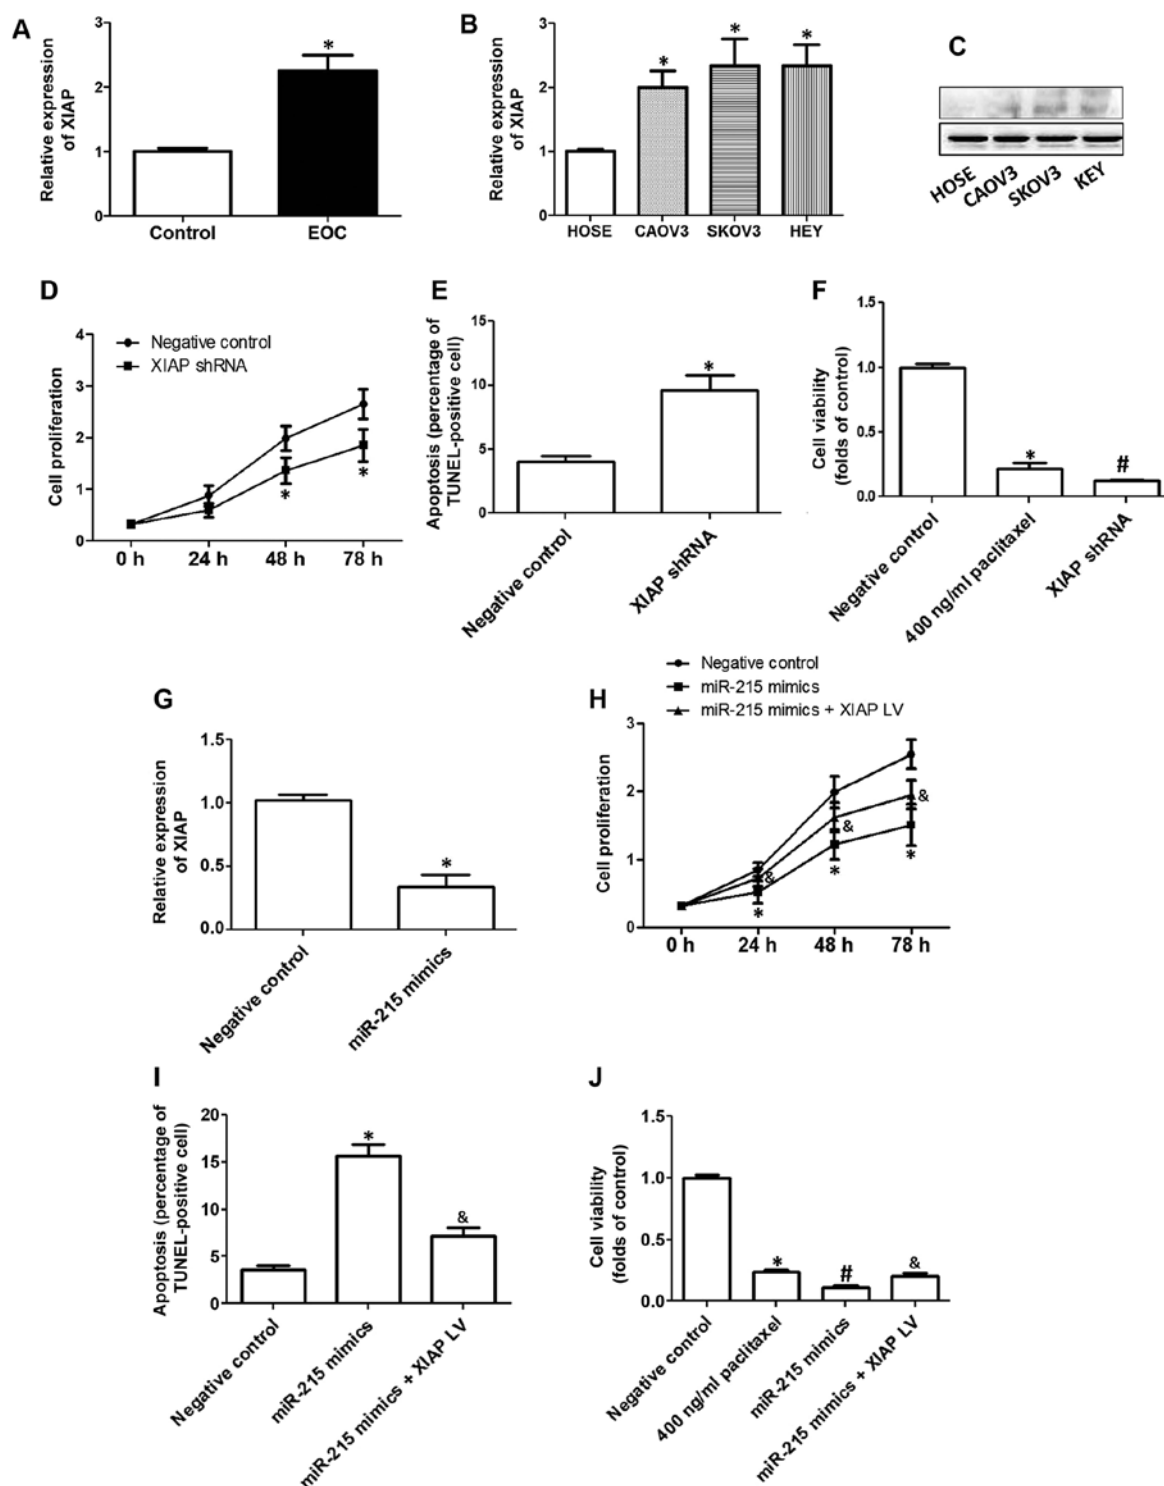 A
Relative expression
of XIAP
3
2
1
0
*
Control
EOC
B
Relative expression
of XIAP
3
2
1
0
*
*
*
HOSE
CAOV3
SKOV3
HEY
C
HOSE
CAOV3
SKOV3
KEY
D
Cell proliferation
4
3
2
1
0
Negative control
XIAP shRNA
*
*
0 h
24 h
48 h
78 h
E
Apoptosis (percentage of
TUNEL-positive cell)
15
10
5
0
*
Negative control
XIAP shRNA
F
Cell viability
(folds of control)
1.5
1.0
0.5
0.0
*
#
Negative control
400 ng/ml paclitaxel
XIAP shRNA
G
Relative expression
of XIAP
1.5
1.0
0.5
0.0
*
Negative control
miR-215 mimics
H
Negative control
miR-215 mimics
miR-215 mimics + XIAP LV
Cell proliferation
3
2
1
0
&
*
&
*
&
*
0 h
24 h
48 h
78 h
I
Apoptosis (percentage of
TUNEL-positive cell)
20
15
10
5
0
*
&
Negative control
miR-215 mimics
miR-215 mimics + XIAP LV
J
Cell viability
(folds of control)
1.5
1.0
0.5
0.0
*
#
&
Negative control
400 ng/ml paclitaxel
miR-215 mimics
miR-215 mimics + XIAP LV